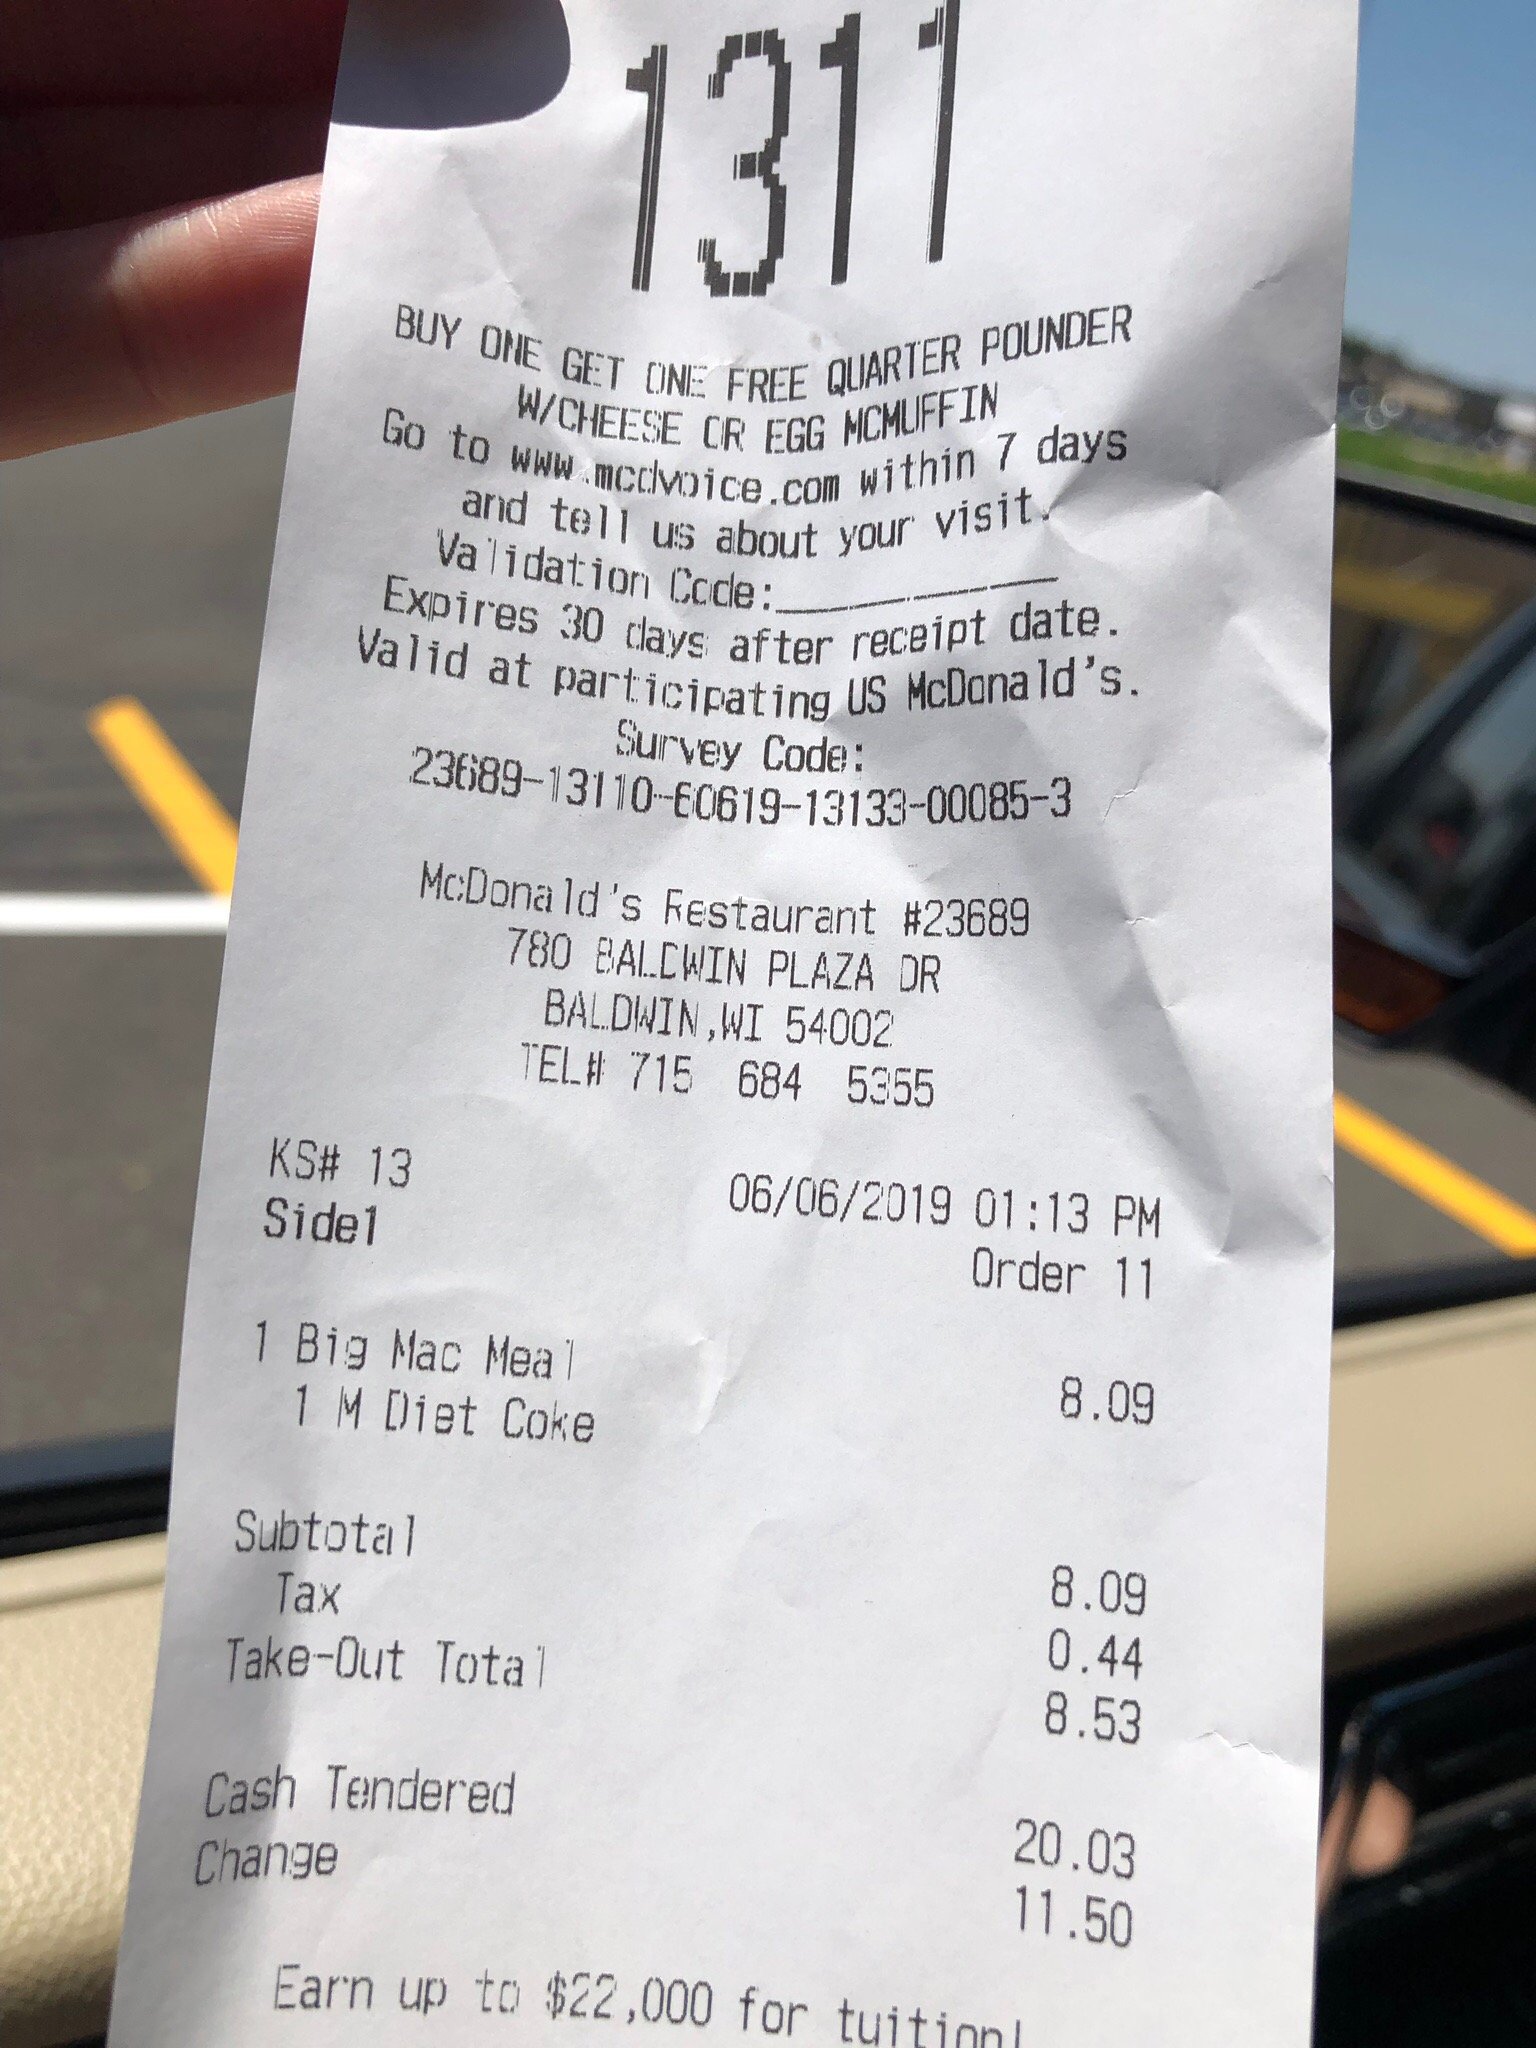 1311
BUY ONE GET ONE FREE QUARTER POUNDER
W/CHEESE OR EGG MCMUFFIN
Go to www.mcdvoice.com within 7 days
and tell us about your visit.
Validation Code:____________
Expires 30 days after receipt date.
Valid at participating US McDonald's.
Survey Code:
23689-13110-60619-13133-00085-3
McDonald's Restaurant #23689
780 BALDWIN PLAZA DR
BALDWIN,WI 54002
TEL# 715 684 5355
KS# 13 06/06/2019 01:13 PM
Side1 Order 11
1 Big Mac Meal 8.09
1 M Diet Coke
Subtotal 8.09
Tax 0.44
Take-Out Total 8.53
Cash Tendered 20.03
Change 11.50
Earn up to $22,000 for tuition!